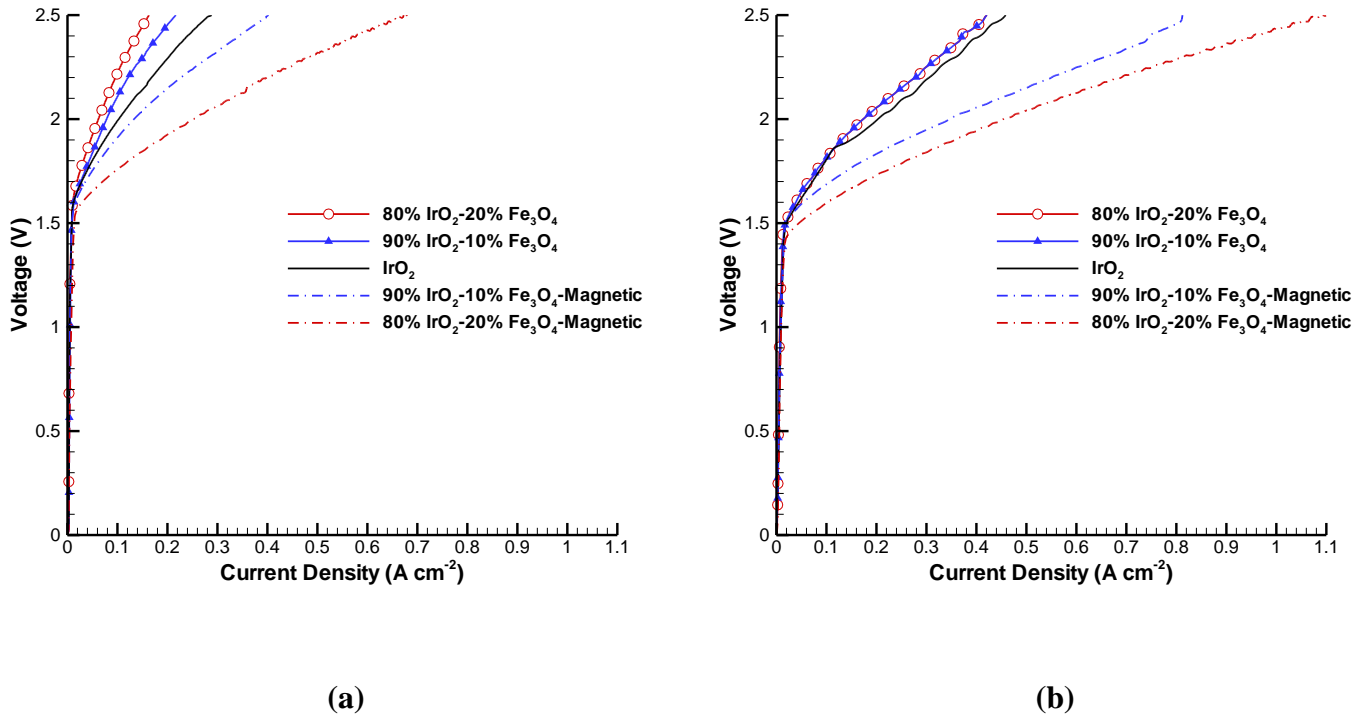 2.5
2
1.5
1
0.5
0
Voltage (V)
80% IrO₂-20% Fe₃O₄
90% IrO₂-10% Fe₃O₄
IrO₂
90% IrO₂-10% Fe₃O₄-Magnetic
80% IrO₂-20% Fe₃O₄-Magnetic
0 0.1 0.2 0.3 0.4 0.5 0.6 0.7 0.8 0.9 1 1.1
Current Density (A cm⁻²)
(a)
2.5
2
1.5
1
0.5
0
Voltage (V)
80% IrO₂-20% Fe₃O₄
90% IrO₂-10% Fe₃O₄
IrO₂
90% IrO₂-10% Fe₃O₄-Magnetic
80% IrO₂-20% Fe₃O₄-Magnetic
0 0.1 0.2 0.3 0.4 0.5 0.6 0.7 0.8 0.9 1 1.1
Current Density (A cm⁻²)
(b)